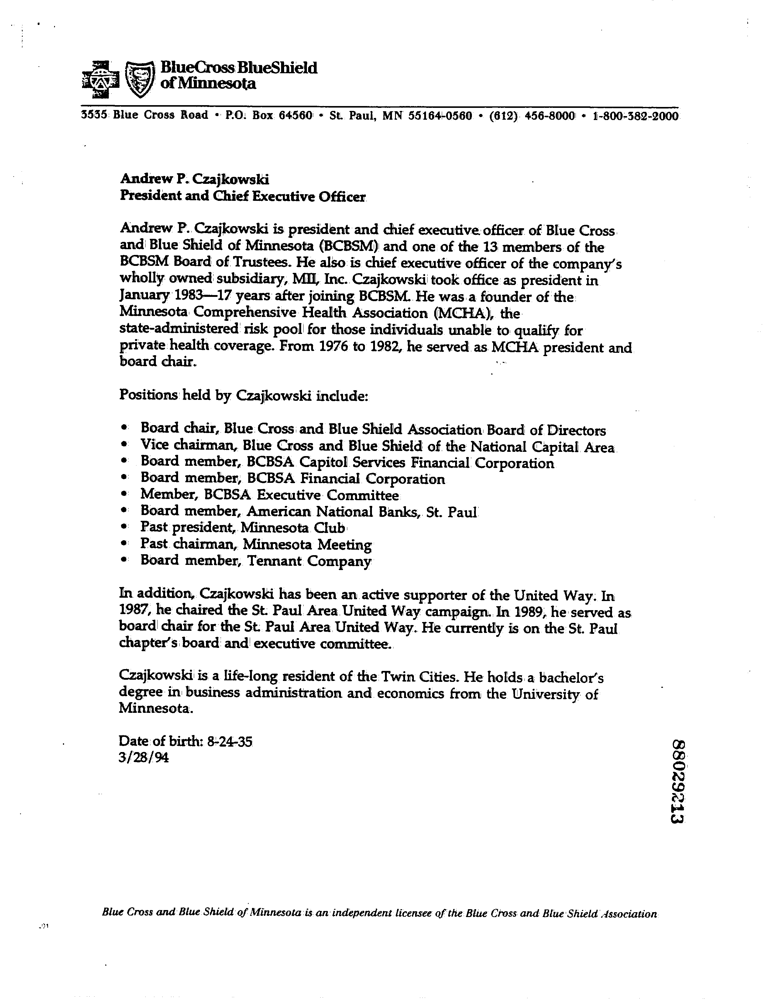 BlueCross BlueShield
of Minnesota
3535 Blue Cross Road • P.O. Box 64560 • St. Paul, MN 55164-0560 • (612) 456-8000 • 1-800-382-2000
Andrew P. Czajkowski
President and Chief Executive Officer
Andrew P. Czajkowski is president and chief executive officer of Blue Cross
and Blue Shield of Minnesota (BCBSM) and one of the 13 members of the
BCBSM Board of Trustees. He also is chief executive officer of the company's
wholly owned subsidiary, MII, Inc. Czajkowski took office as president in
January 1983—17 years after joining BCBSM. He was a founder of the
Minnesota Comprehensive Health Association (MCHA), the
state-administered risk pool for those individuals unable to qualify for
private health coverage. From 1976 to 1982, he served as MCHA president and
board chair.
Positions held by Czajkowski include:
• Board chair, Blue Cross and Blue Shield Association Board of Directors
• Vice chairman, Blue Cross and Blue Shield of the National Capital Area
• Board member, BCBSA Capitol Services Financial Corporation
• Board member, BCBSA Financial Corporation
• Member, BCBSA Executive Committee
• Board member, American National Banks, St. Paul
• Past president, Minnesota Club
• Past chairman, Minnesota Meeting
• Board member, Tennant Company
In addition, Czajkowski has been an active supporter of the United Way. In
1987, he chaired the St. Paul Area United Way campaign. In 1989, he served as
board chair for the St. Paul Area United Way. He currently is on the St. Paul
chapter's board and executive committee.
Czajkowski is a life-long resident of the Twin Cities. He holds a bachelor's
degree in business administration and economics from the University of
Minnesota.
Date of birth: 8-24-35
3/28/94
88029213
Blue Cross and Blue Shield of Minnesota is an independent licensee of the Blue Cross and Blue Shield Association